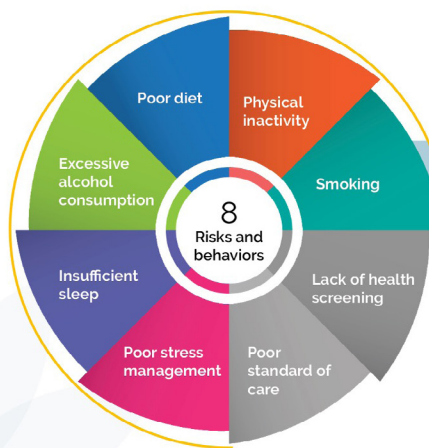 8
Risks and
behaviors
Poor diet
Physical
inactivity
Smoking
Lack of health
screening
Poor
standard of
care
Poor stress
management
Insufficient
sleep
Excessive
alcohol
consumption